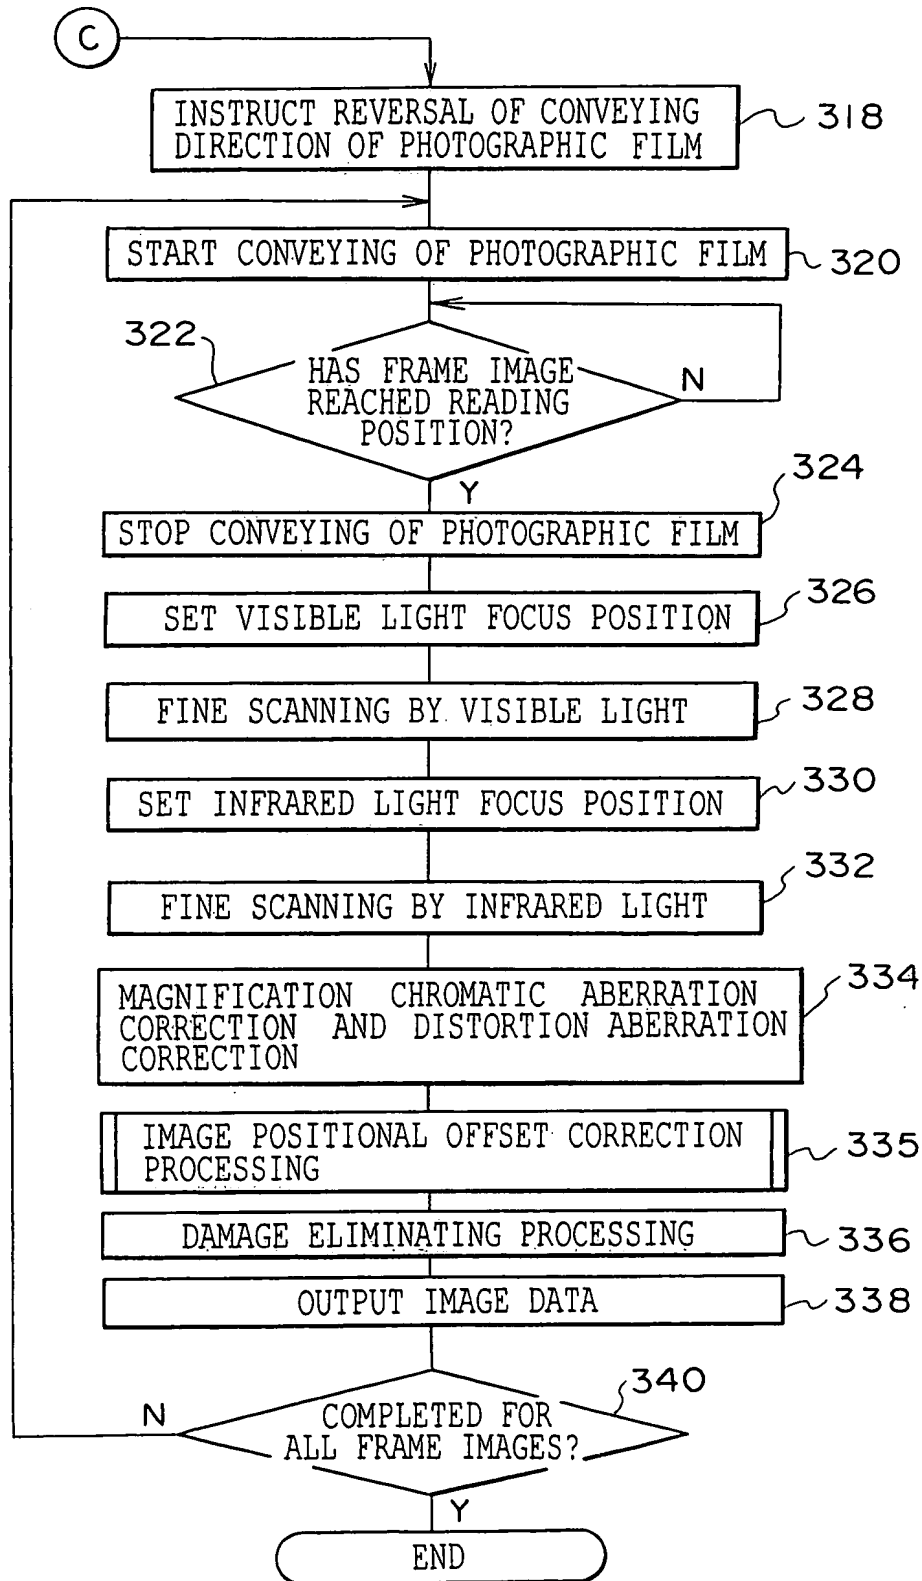 C
INSTRUCT REVERSAL OF CONVEYING
DIRECTION OF PHOTOGRAPHIC FILM
318
START CONVEYING OF PHOTOGRAPHIC FILM
320
322
HAS FRAME IMAGE
REACHED READING
POSITION?
N
Y
324
STOP CONVEYING OF PHOTOGRAPHIC FILM
326
SET VISIBLE LIGHT FOCUS POSITION
328
FINE SCANNING BY VISIBLE LIGHT
330
SET INFRARED LIGHT FOCUS POSITION
332
FINE SCANNING BY INFRARED LIGHT
334
MAGNIFICATION CHROMATIC ABERRATION
CORRECTION AND DISTORTION ABERRATION
CORRECTION
IMAGE POSITIONAL OFFSET CORRECTION
PROCESSING
335
DAMAGE ELIMINATING PROCESSING
336
OUTPUT IMAGE DATA
338
340
N
COMPLETED FOR
ALL FRAME IMAGES?
Y
END